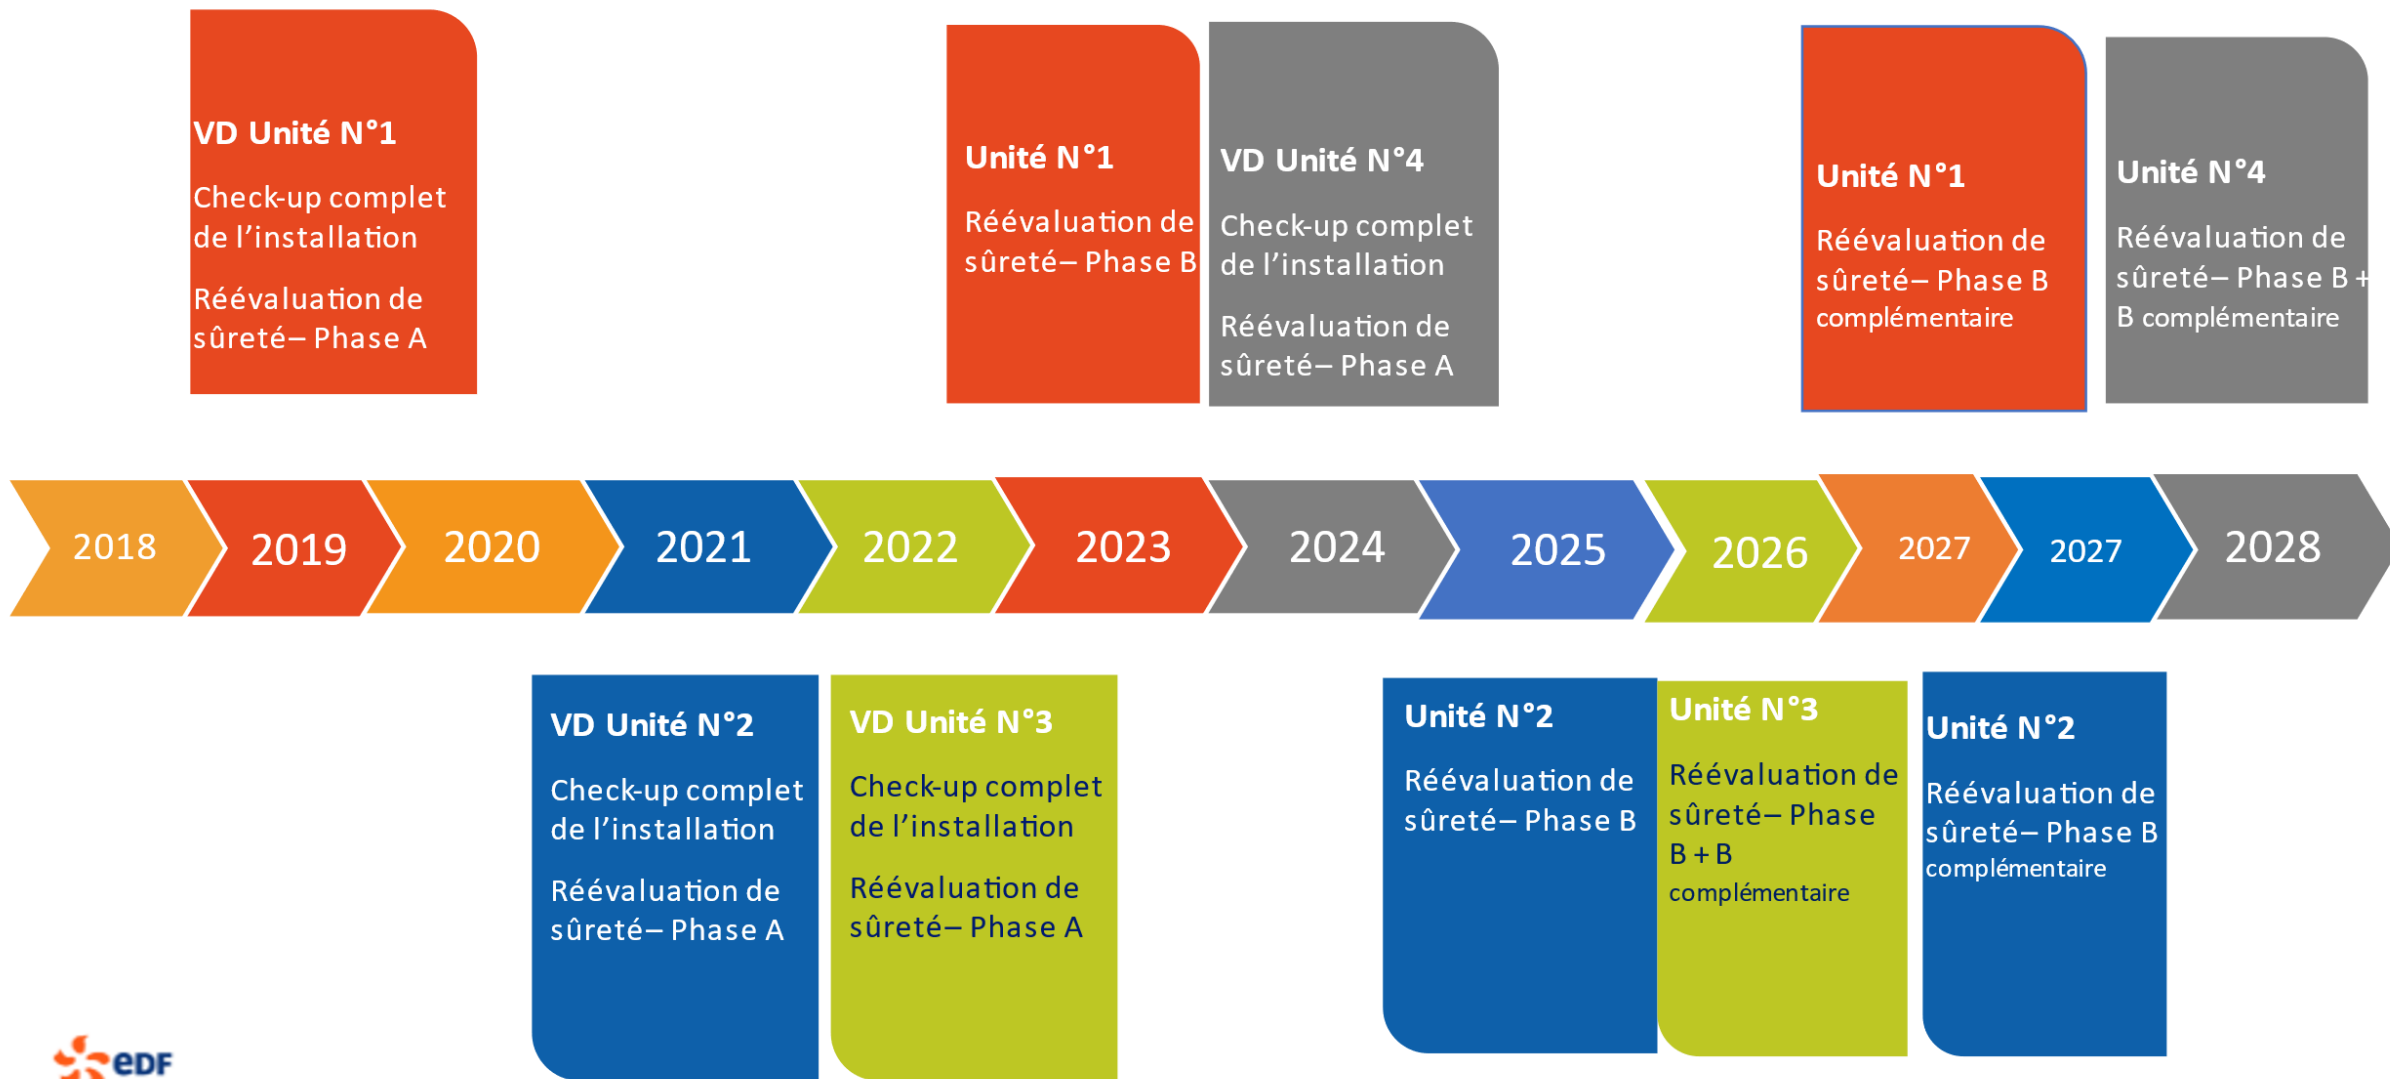 VD Unité N°1
Check-up complet
de l’installation
Réévaluation de
sûreté– Phase A
Unité N°1
Réévaluation de
sûreté– Phase B
VD Unité N°4
Check-up complet
de l’installation
Réévaluation de
sûreté– Phase A
Unité N°1
Réévaluation de
sûreté– Phase B
complémentaire
Unité N°4
Réévaluation de
sûreté– Phase B +
B complémentaire
2018
2019
2020
2021
2022
2023
2024
2025
2026
2027
2027
2028
VD Unité N°2
Check-up complet
de l’installation
Réévaluation de
sûreté– Phase A
VD Unité N°3
Check-up complet
de l’installation
Réévaluation de
sûreté– Phase A
Unité N°2
Réévaluation de
sûreté– Phase B
Unité N°3
Réévaluation de
sûreté– Phase
B + B
complémentaire
Unité N°2
Réévaluation de
sûreté– Phase B
complémentaire
eDF